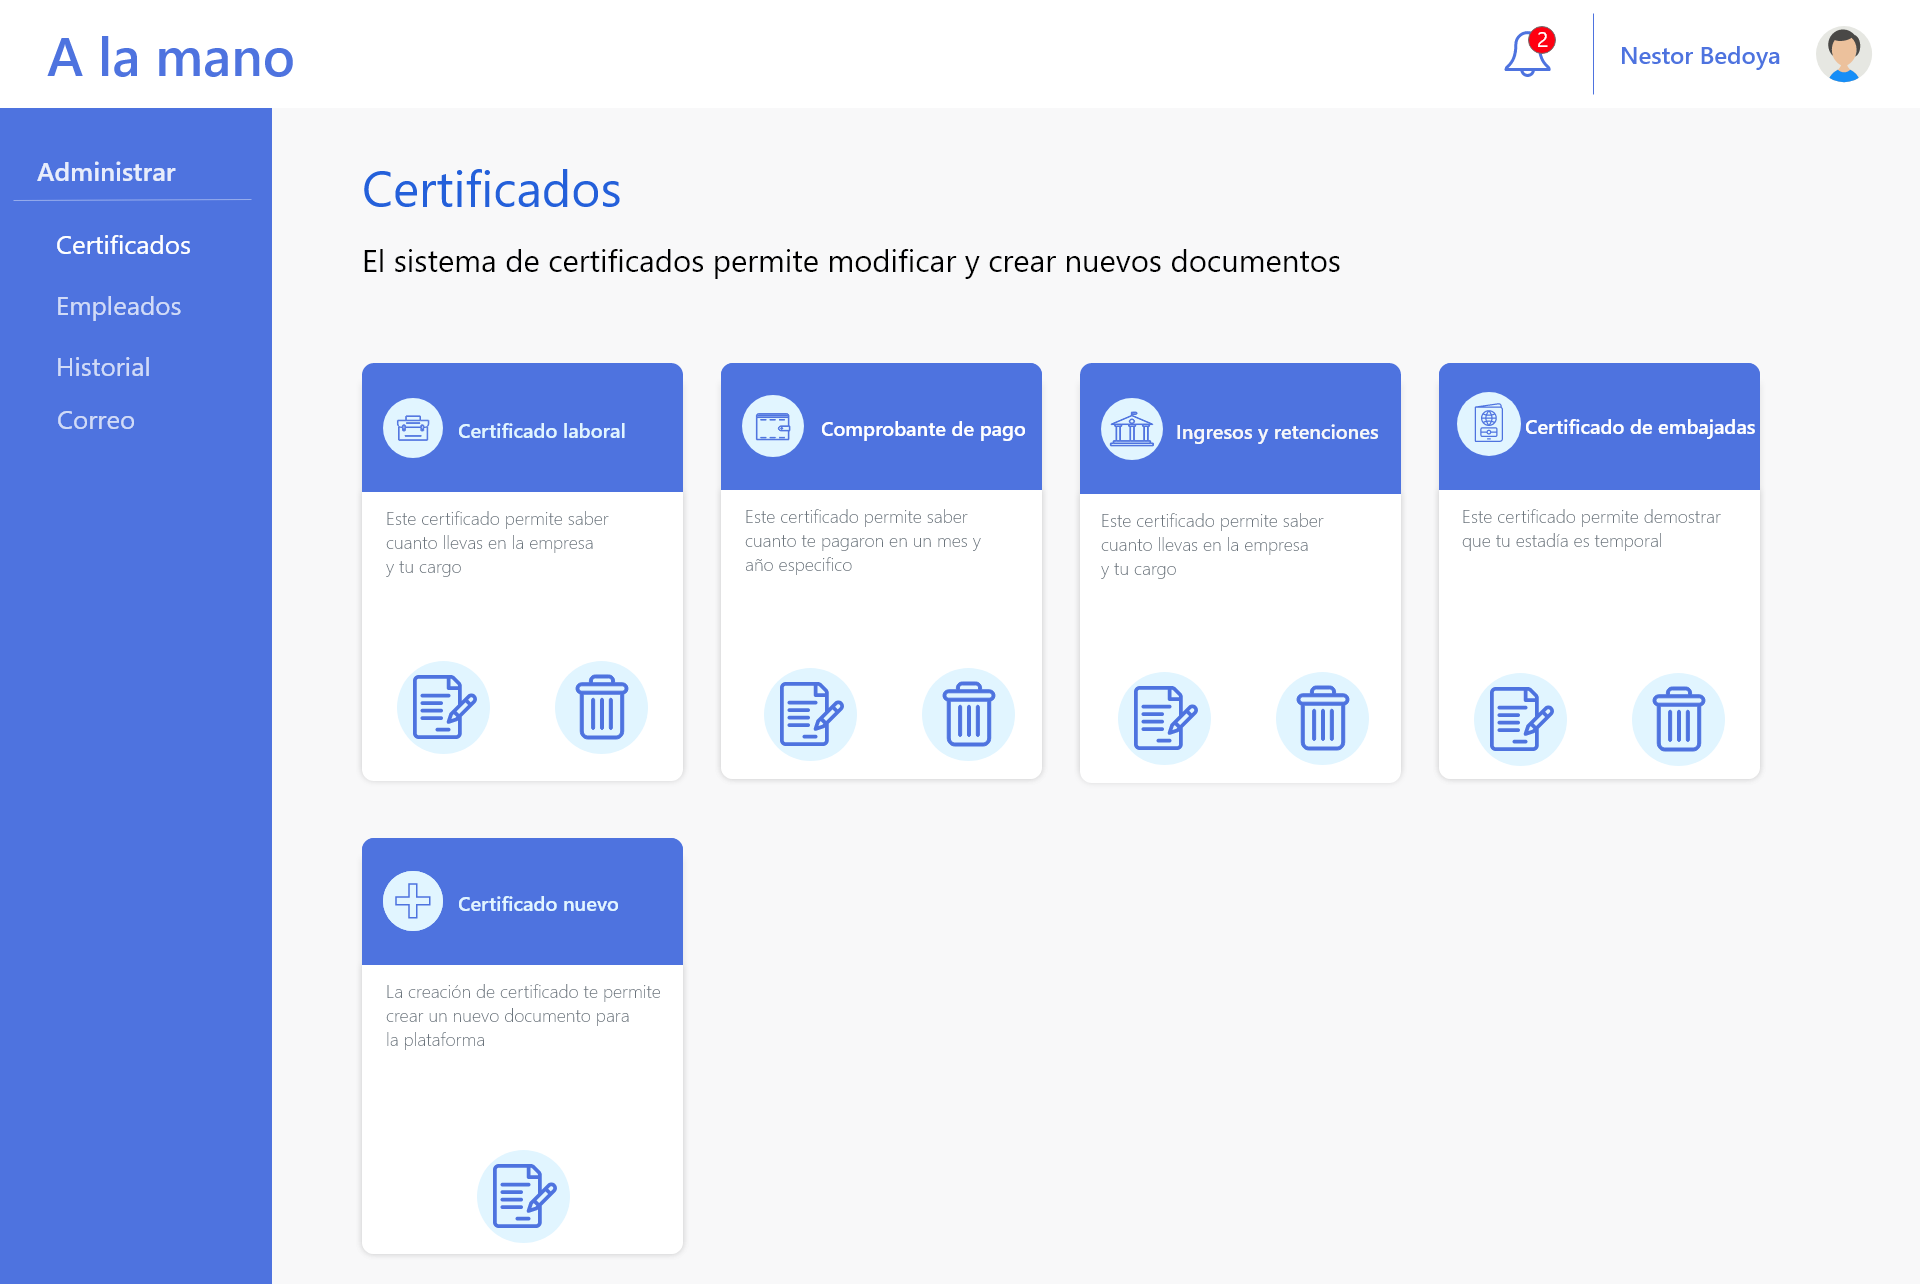 A la mano
2
Nestor Bedoya
Administrar
Certificados
Empleados
Historial
Correo
Certificados
El sistema de certificados permite modificar y crear nuevos documentos
Certificado laboral
Este certificado permite saber
cuanto llevas en la empresa
y tu cargo
Comprobante de pago
Este certificado permite saber
cuanto te pagaron en un mes y
año especifico
Ingresos y retenciones
Este certificado permite saber
cuanto llevas en la empresa
y tu cargo
Certificado de embajadas
Este certificado permite demostrar
que tu estadía es temporal
Certificado nuevo
La creación de certificado te permite
crear un nuevo documento para
la plataforma